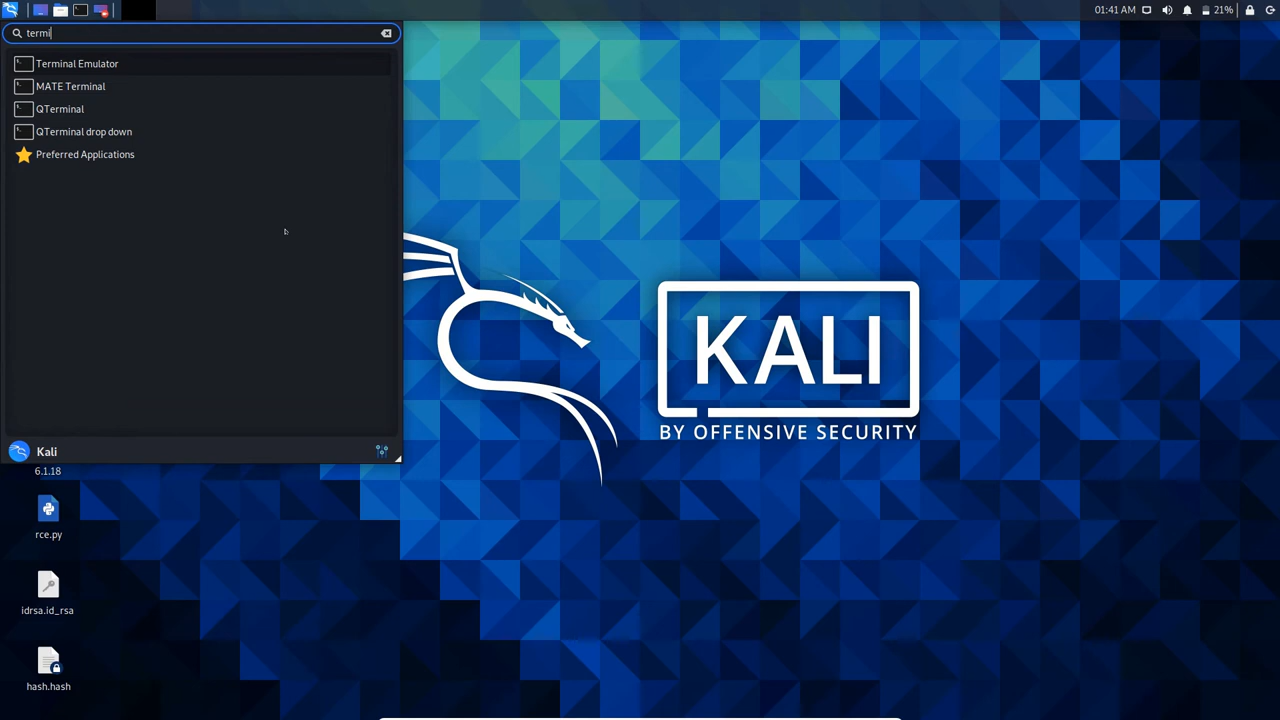 01:41 AM
21%
termi
Terminal Emulator
MATE Terminal
QTerminal
QTerminal drop down
Preferred Applications
Kali
6.1.18
rce.py
idrsa.id_rsa
hash.hash
KALI
BY OFFENSIVE SECURITY